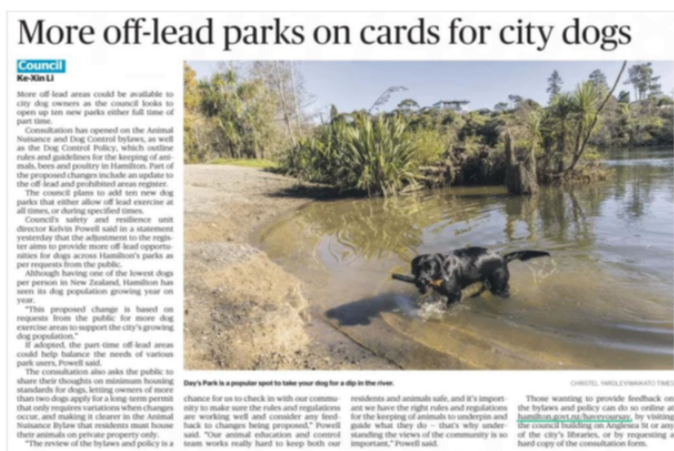 More off-lead parks on cards for city dogs
Council
Ke-Xin Li
More off-lead areas could be available to
city dog owners as the council looks to
open up ten new parks either full time of
part time.
Consultation has opened on the Animal
Nuisance and Dog Control bylaws, as well
as the Dog Control Policy, which outline
rules and guidelines for the keeping of ani-
mals, bees and poultry in Hamilton. Part of
the proposed changes include an update to
the off-lead and prohibited areas register.
The council plans to add ten new dog
parks that either allow off lead exercise at
all times, or during specified times.
Council's safety and resilience unit
director Kelvin Powell said in a statement
yesterday that the adjustment to the regis-
ter aims to provide more off-lead opportu-
nities for dogs across Hamilton's parks as
per requests from the public.
Although having one of the lowest dogs
per person in New Zealand, Hamilton has
seen its dog population growing year on
year.
"This proposed change is based on
requests from the public for more dog
exercise areas to support the city's growing
dog population."
If adopted, the part-time off-lead areas
could help balance the needs of various
park users, Powell said.
The consultation also asks the public to
share their thoughts on minimum housing
standards for dogs, letting owners of more
than two dogs apply for a long-term permit
that only requires variations when changes
occur, and making it clearer in the Animal
Nuisance Bylaw that residents must house
their animals on private property only.
"The review of the bylaws and policy is a
Day's Park is a popular spot to take your dog for a dip in the river.
CHRISTEL YARDLEY/WAIKATO TIMES
chance for us to check in with our commu-
nity to make sure the rules and regulations
are working well and consider any feed-
back to changes being proposed," Powell
said. "Our animal education and control
team works really hard to keep both our
residents and animals safe, and it's import-
ant we have the right rules and regulations
for the keeping of animals to underpin and
guide what they do – that's why under-
standing the views of the community is so
important," Powell said.
Those wanting to provide feedback on
the bylaws and policy can do so online at
hamilton.govt.nz/haveyoursay, by visiting
the council building on Anglesea St or any
of the city's libraries, or by requesting a
hard copy of the consultation form.